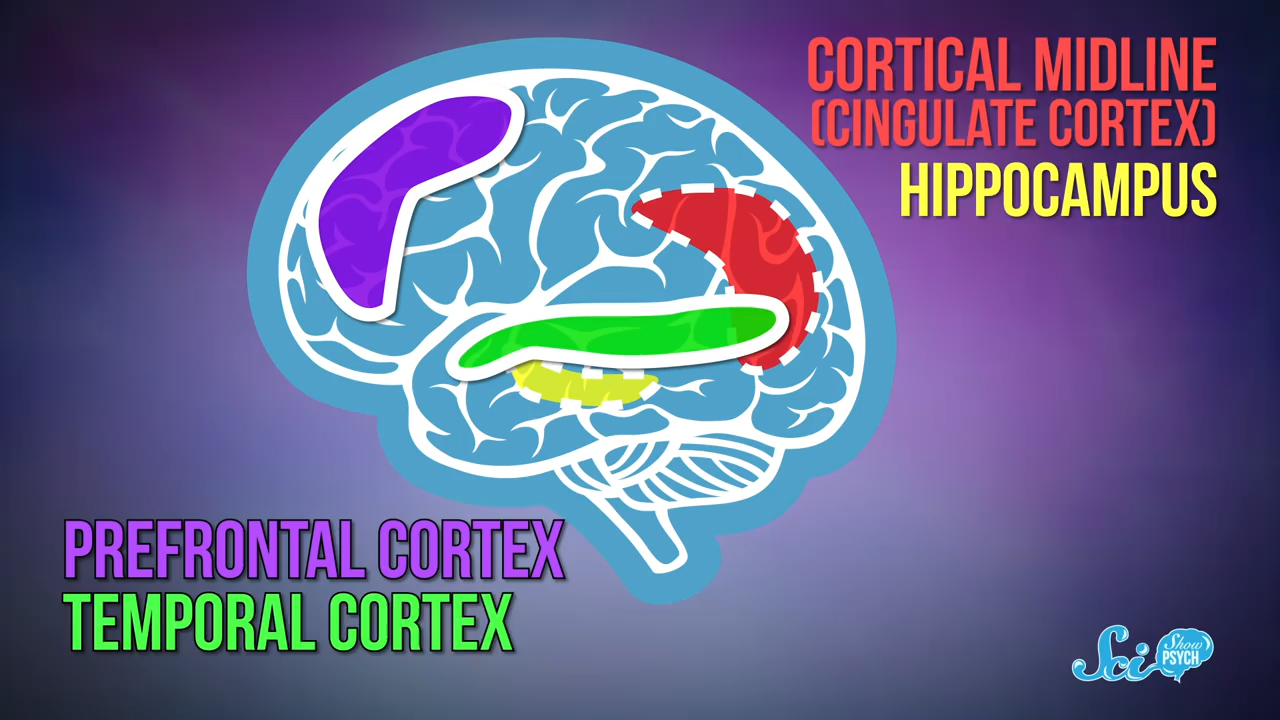 CORTICAL MIDLINE
(CINGULATE CORTEX)
HIPPOCAMPUS
PREFRONTAL CORTEX
TEMPORAL CORTEX
Sci Show
PSYCH